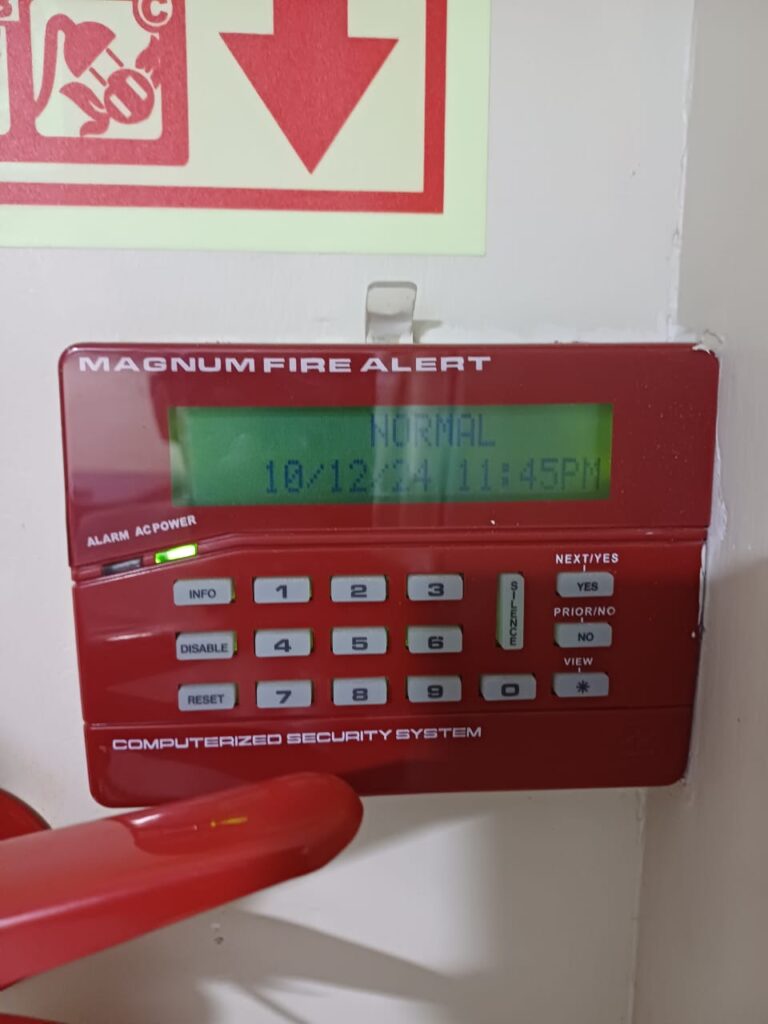 C
MAGNUM FIRE ALERT
NORMAL
10/12/24 11:45PM
ALARM AC POWER
NEXT/YES
INFO 1 2 3 YES
SILENCE
PRIOR/NO
DISABLE 4 5 6 NO
VIEW
RESET 7 8 9 0 *
COMPUTERIZED SECURITY SYSTEM